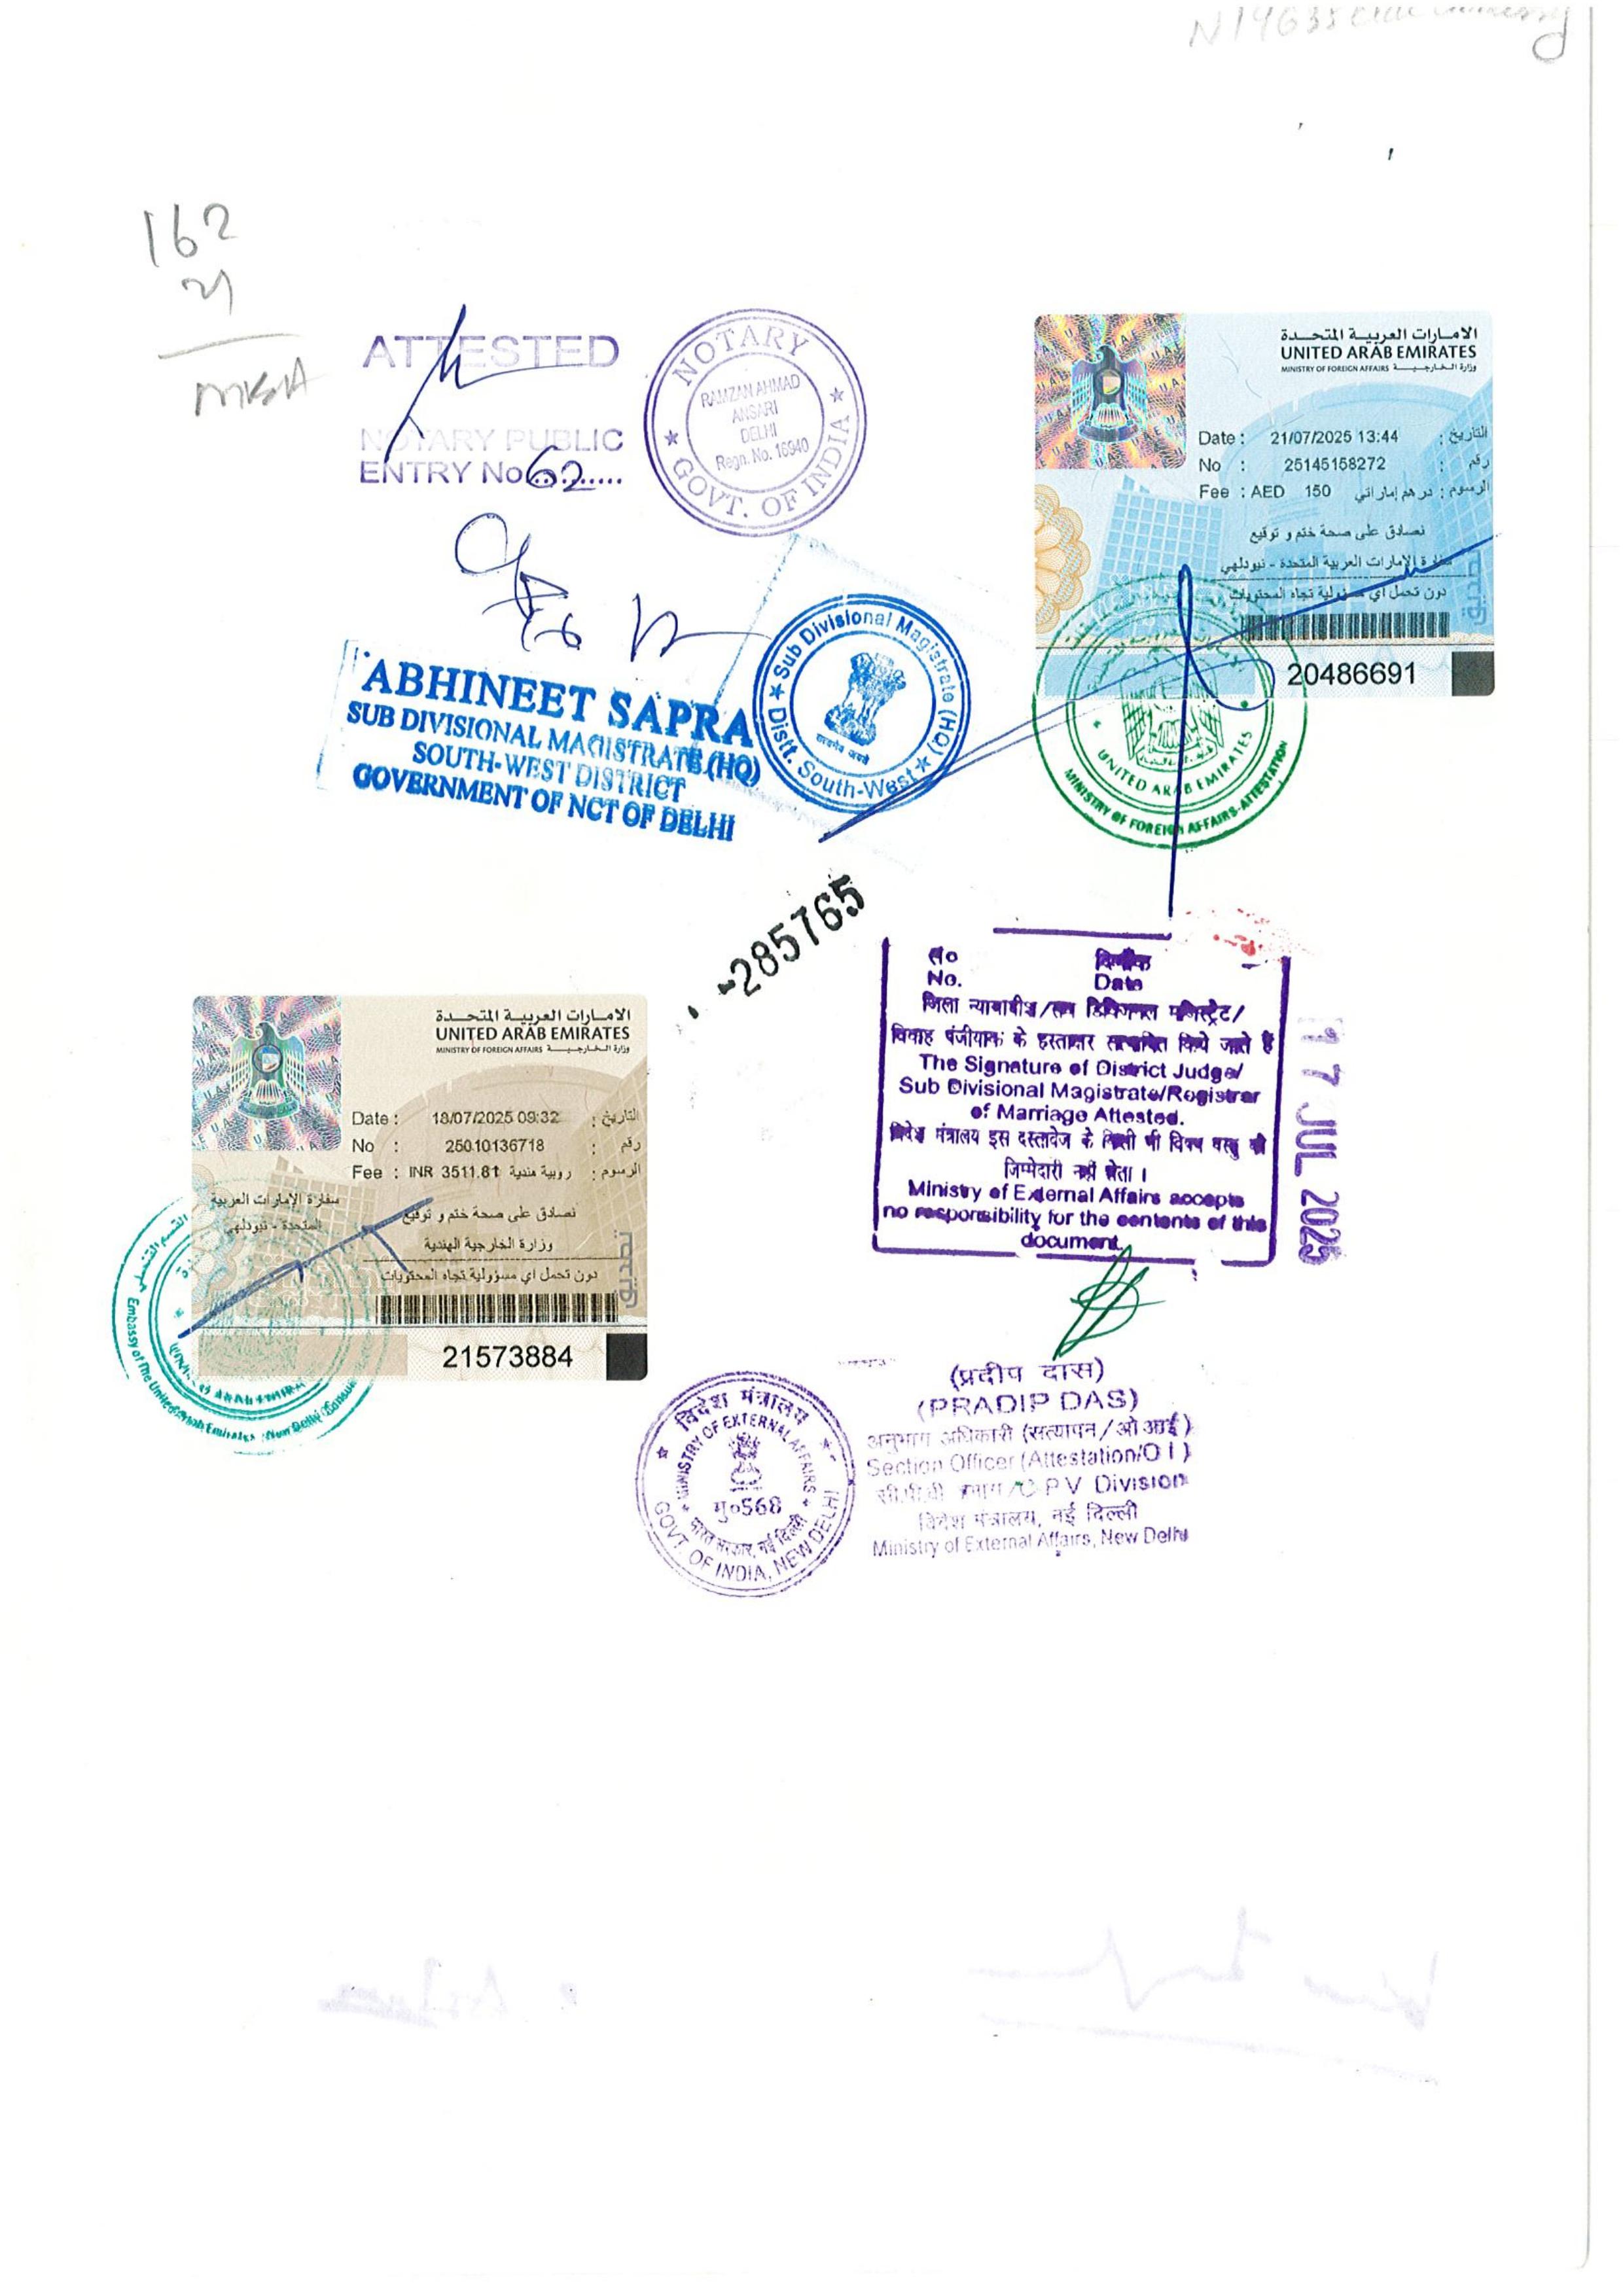 162
21
ATTESTED
NOTARY PUBLIC
ENTRY No 62
NOTARY
RAMZAN AHMAD
ANSARI
DELHI
Regn. No. 16940
GOVT. OF INDIA
الامارات العربية المتحدة
UNITED ARAB EMIRATES
MINISTRY OF FOREIGN AFFAIRS وزارة الخارجية
Date : 21/07/2025 13:44 : التاريخ
No : 25145158272 : رقم
Fee : AED 150 الرسوم : درهم إماراتي
نصادق على صحة ختم و توقيع
سفارة الإمارات العربية المتحدة - نيودلهي
دون تحمل اي مسؤولية تجاه المحتويات
تصديق
20486691
UNITED ARAB EMIRATES
MINISTRY OF FOREIGN AFFAIRS-ATTESTATION
ABHINEET SAPRA
SUB DIVISIONAL MAGISTRATE (HQ)
SOUTH-WEST DISTRICT
GOVERNMENT OF NCT OF DELHI
Sub Divisional Magistrate (HQ)
सत्यमेव जयते
Distt. South-West
-285765
सं० दिनांक
No. Date
जिला न्यायाधीश/सब डिविजनल मजिस्ट्रेट/
विवाह पंजीयक के हस्ताक्षर सत्यापित किये जाते हैं
The Signature of District Judge/
Sub Divisional Magistrate/Registrar
of Marriage Attested.
विदेश मंत्रालय इस दस्तावेज के किसी भी विषय वस्तु की
जिम्मेदारी नहीं लेता ।
Ministry of External Affairs accepts
no responsibility for the contents of this
document.
17 JUL 2025
الامارات العربية المتحدة
UNITED ARAB EMIRATES
MINISTRY OF FOREIGN AFFAIRS وزارة الخارجية
Date : 18/07/2025 09:32 : التاريخ
No : 25010136718 : رقم
Fee : INR 3511.81 الرسوم : روبية هندية
سفارة الإمارات العربية
المتحدة - نيودلهي
نصادق على صحة ختم و توقيع
وزارة الخارجية الهندية
دون تحمل اي مسؤولية تجاه المحتويات
تصديق
21573884
القسم القنصلي
Embassy of The United Arab Emirates
विदेश मंत्रालय
MINISTRY OF EXTERNAL AFFAIRS
मु०568
भारत सरकार, नई दिल्ली
GOVT. OF INDIA, NEW DELHI
(प्रदीप दास)
(PRADIP DAS)
अनुभाग अधिकारी (सत्यापन/ओ आई)
Section Officer (Attestation/O I)
C P V Division
विदेश मंत्रालय, नई दिल्ली
Ministry of External Affairs, New Delhi